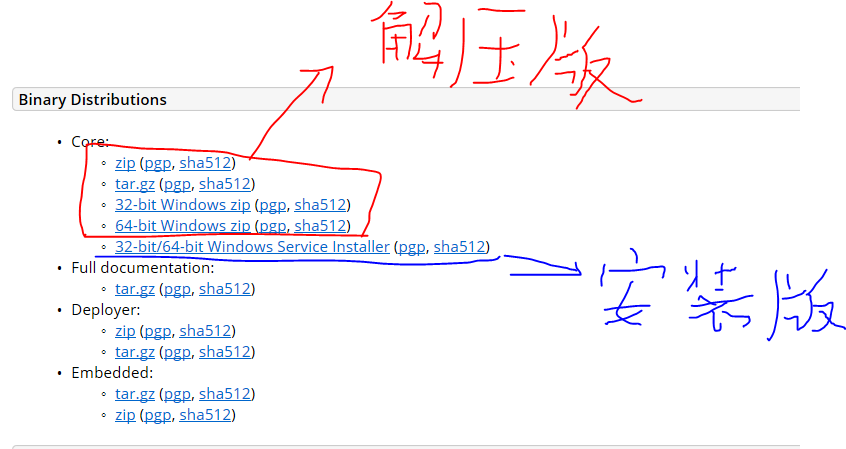 解压版
Binary Distributions
• Core:
◦ zip (pgp, sha512)
◦ tar.gz (pgp, sha512)
◦ 32-bit Windows zip (pgp, sha512)
◦ 64-bit Windows zip (pgp, sha512)
◦ 32-bit/64-bit Windows Service Installer (pgp, sha512)
安装版
• Full documentation:
◦ tar.gz (pgp, sha512)
• Deployer:
◦ zip (pgp, sha512)
◦ tar.gz (pgp, sha512)
• Embedded:
◦ tar.gz (pgp, sha512)
◦ zip (pgp, sha512)